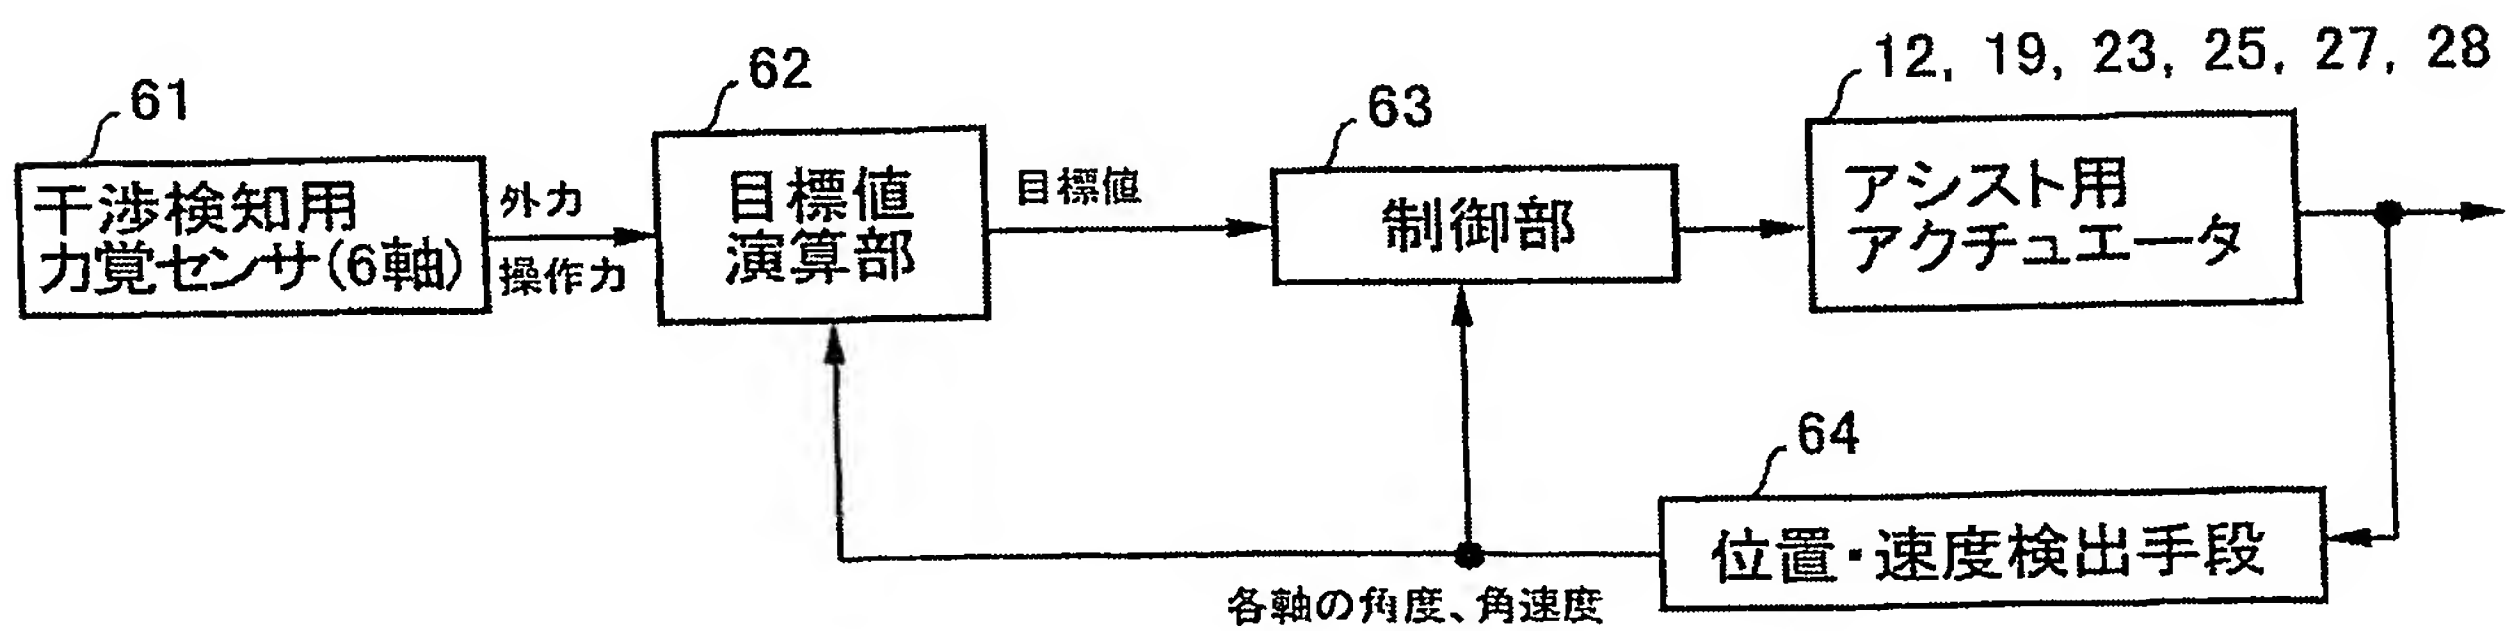 61
干渉検知用
力覚センサ(6軸)
外力
操作力
62
目標値
演算部
目標値
63
制御部
12, 19, 23, 25, 27, 28
アシスト用
アクチュエータ
64
位置・速度検出手段
各軸の角度、角速度